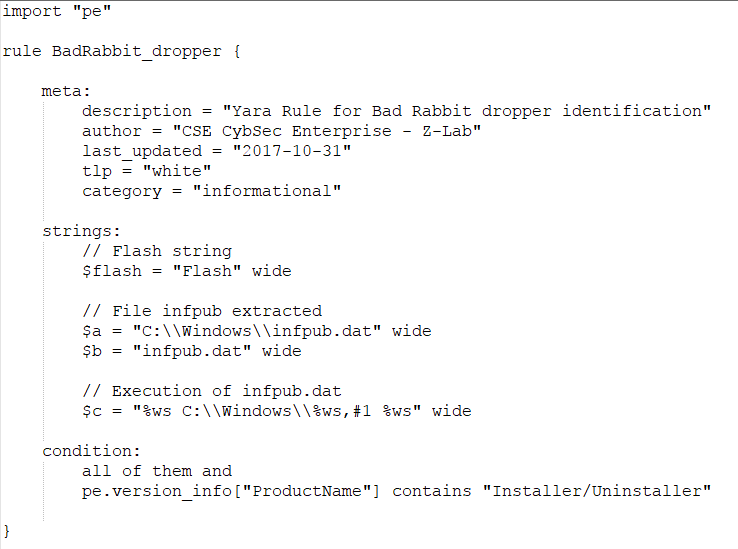 import "pe"
rule BadRabbit_dropper {
meta:
description = "Yara Rule for Bad Rabbit dropper identification"
author = "CSE CybSec Enterprise - Z-Lab"
last_updated = "2017-10-31"
tlp = "white"
category = "informational"
strings:
// Flash string
$flash = "Flash" wide
// File infpub extracted
$a = "C:\\Windows\\infpub.dat" wide
$b = "infpub.dat" wide
// Execution of infpub.dat
$c = "%ws C:\\Windows\\%ws,#1 %ws" wide
condition:
all of them and
pe.version_info["ProductName"] contains "Installer/Uninstaller"
}